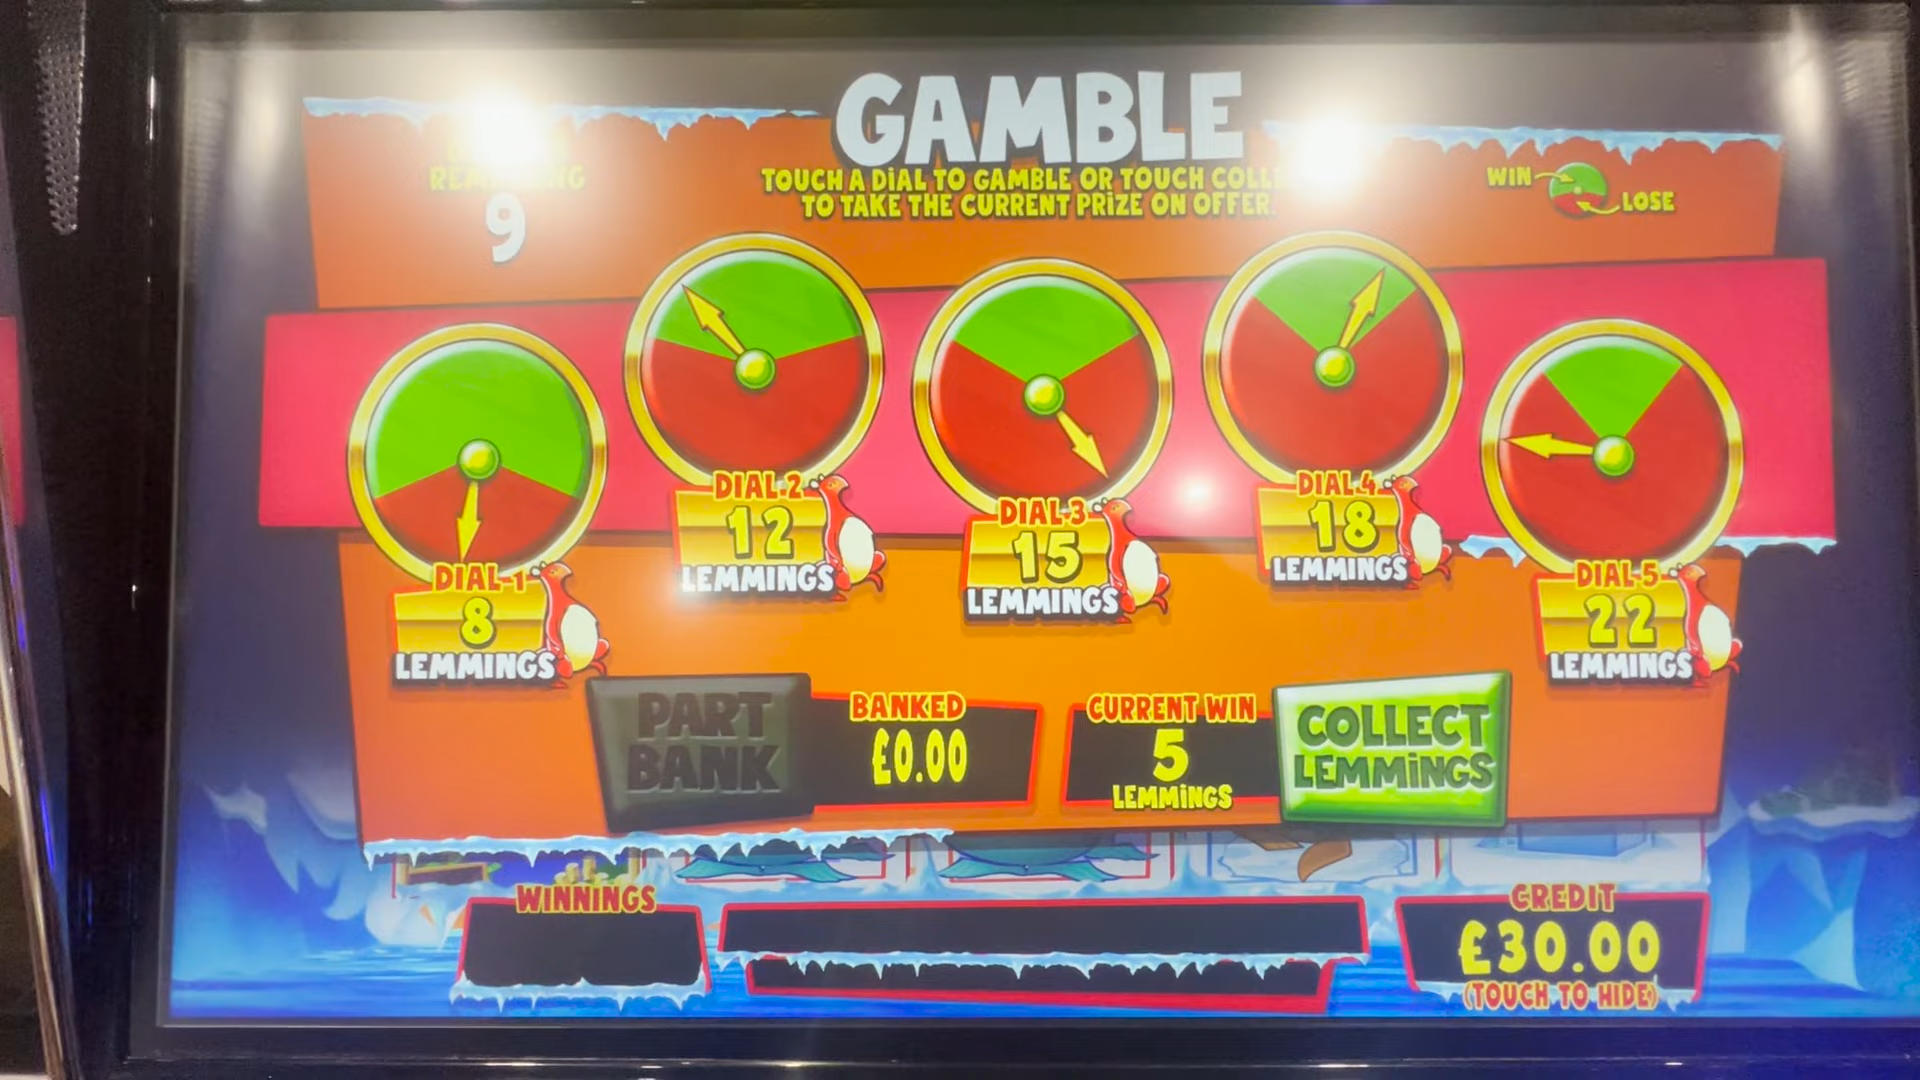 GAMBLE
TOUCH A DIAL TO GAMBLE OR TOUCH
TO TAKE THE CURRENT PRIZE ON OFFER.
9
WIN
LOSE
DIAL 1
8
LEMMINGS
DIAL 2
12
LEMMINGS
DIAL 3
15
LEMMINGS
DIAL 4
18
LEMMINGS
DIAL 5
22
LEMMINGS
PART
BANK
BANKED
£0.00
CURRENT WIN
5
LEMMINGS
COLLECT
LEMMINGS
WINNINGS
CREDIT
£30.00
(TOUCH TO HIDE)